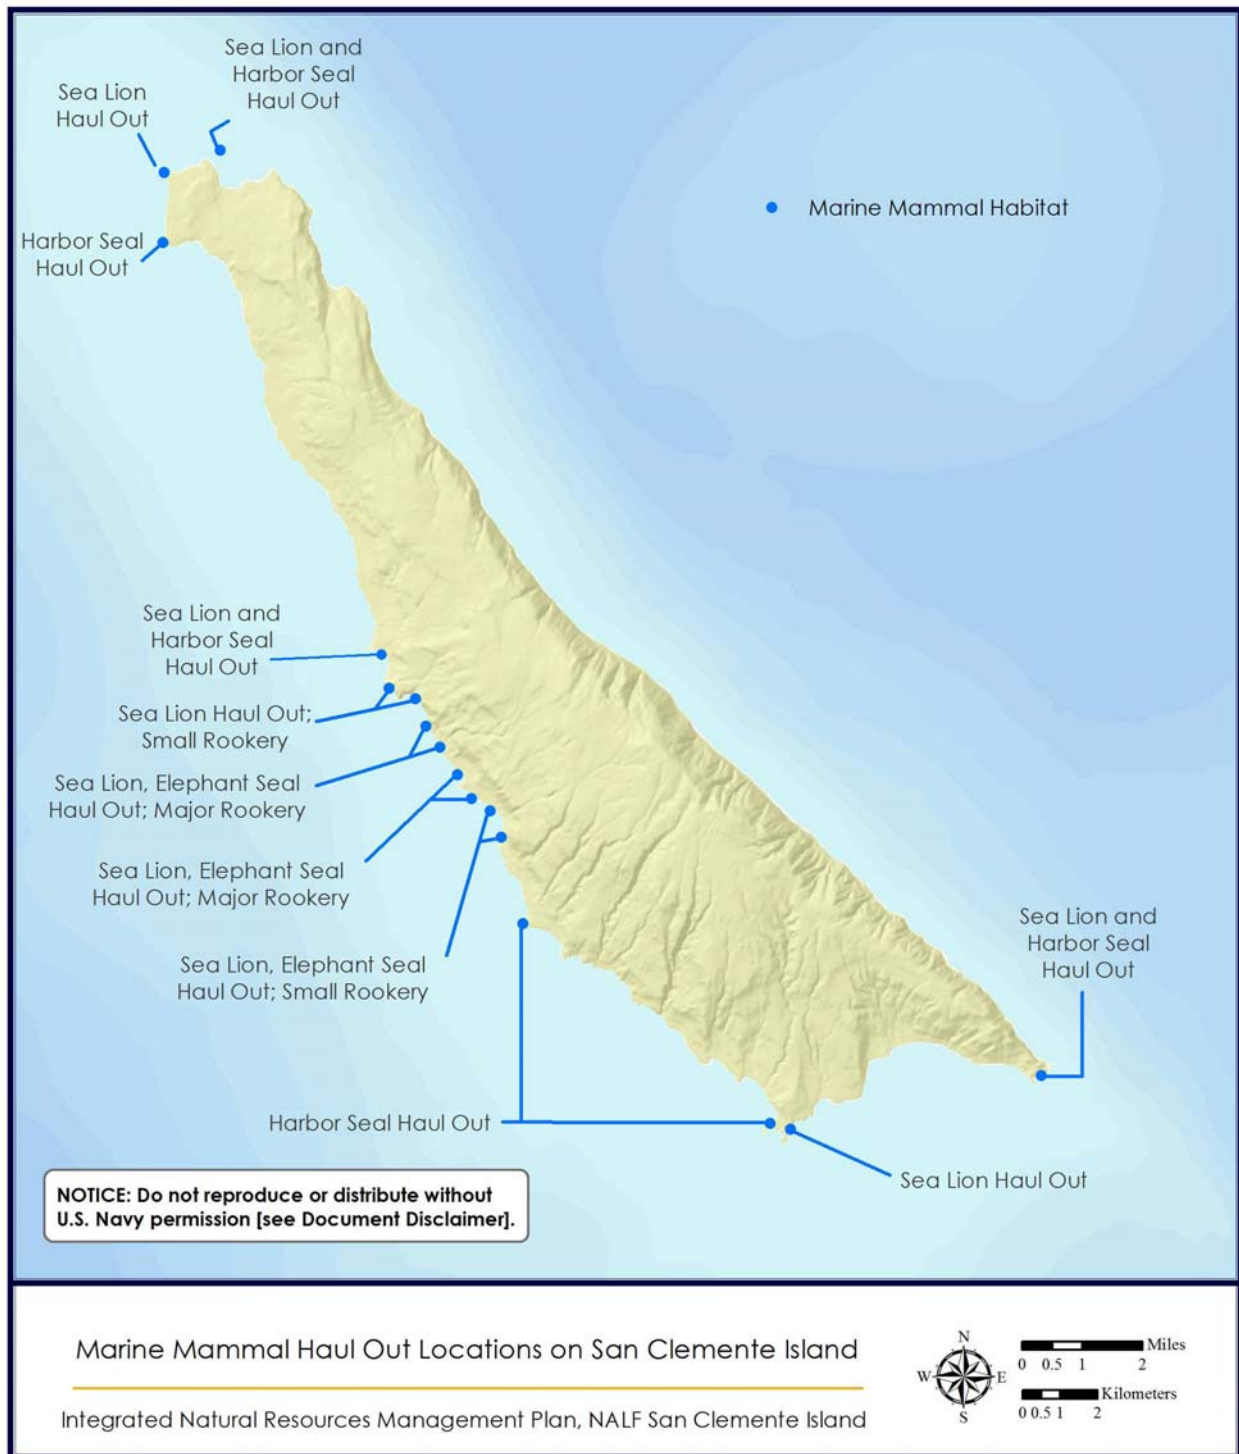 Sea Lion and
Harbor Seal
Haul Out
Sea Lion
Haul Out
Marine Mammal Habitat
Harbor Seal
Haul Out
Sea Lion and
Harbor Seal
Haul Out
Sea Lion Haul Out;
Small Rookery
Sea Lion, Elephant Seal
Haul Out; Major Rookery
Sea Lion, Elephant Seal
Haul Out; Major Rookery
Sea Lion and
Harbor Seal
Haul Out
Sea Lion, Elephant Seal
Haul Out; Small Rookery
Harbor Seal Haul Out
Sea Lion Haul Out
NOTICE: Do not reproduce or distribute without
U.S. Navy permission [see Document Disclaimer].
Marine Mammal Haul Out Locations on San Clemente Island
Integrated Natural Resources Management Plan, NALF San Clemente Island
N
W E
S
Miles
0 0.5 1 2
Kilometers
0 0.5 1 2